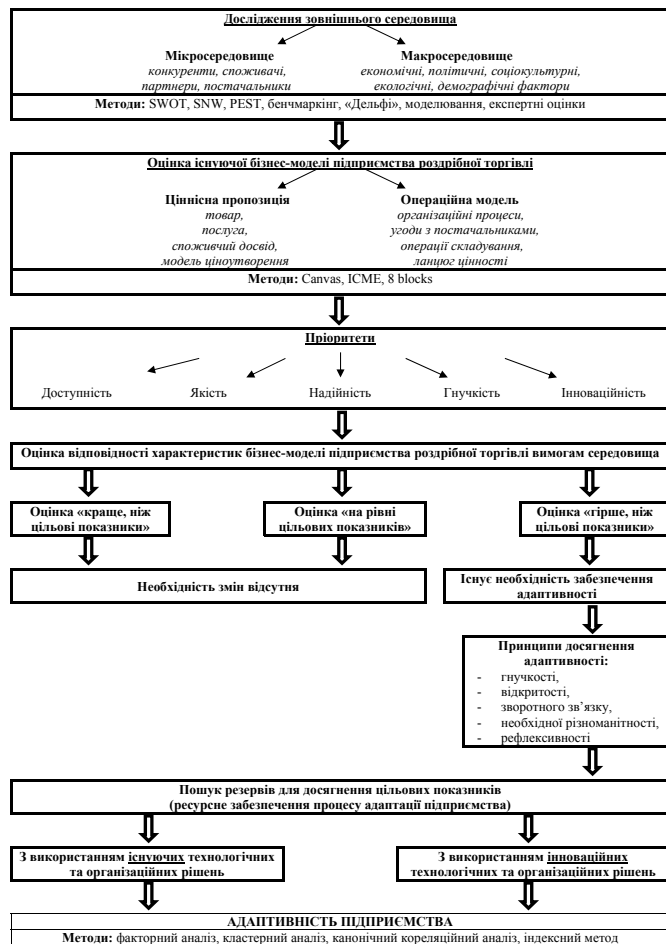 Дослідження зовнішнього середовища
Мікросередовище
конкуренти, споживачі,
партнери, постачальники
Макросередовище
економічні, політичні, соціокультурні,
екологічні, демографічні фактори
Методи: SWOT, SNW, PEST, бенчмаркінг, «Дельфі», моделювання, експертні оцінки
Оцінка існуючої бізнес-моделі підприємства роздрібної торгівлі
Ціннісна пропозиція
товар,
послуга,
споживчий досвід,
модель ціноутворення
Операційна модель
організаційні процеси,
угоди з постачальниками,
операції складування,
ланцюг цінності
Методи: Canvas, ICME, 8 blocks
Пріоритети
Доступність Якість Надійність Гнучкість Інноваційність
Оцінка відповідності характеристик бізнес-моделі підприємства роздрібної торгівлі вимогам середовища
Оцінка «краще, ніж
цільові показники»
Оцінка «на рівні
цільових показників»
Оцінка «гірше, ніж
цільові показники»
Необхідність змін відсутня
Існує необхідність забезпечення
адаптивності
Принципи досягнення
адаптивності:
- гнучкості,
- відкритості,
- зворотного зв'язку,
- необхідної різноманітності,
- рефлексивності
Пошук резервів для досягнення цільових показників
(ресурсне забезпечення процесу адаптації підприємства)
З використанням існуючих технологічних
та організаційних рішень
З використанням інноваційних
технологічних та організаційних рішень
АДАПТИВНІСТЬ ПІДПРИЄМСТВА
Методи: факторний аналіз, кластерний аналіз, канонічний кореляційний аналіз, індексний метод